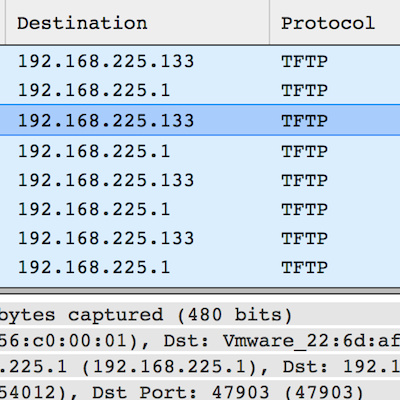 Destination Protocol
192.168.225.133 TFTP
192.168.225.1 TFTP
192.168.225.133 TFTP
192.168.225.1 TFTP
192.168.225.133 TFTP
192.168.225.1 TFTP
192.168.225.133 TFTP
192.168.225.1 TFTP
bytes captured (480 bits)
56:c0:00:01), Dst: Vmware_22:6d:af
.225.1 (192.168.225.1), Dst: 192.1
54012), Dst Port: 47903 (47903)